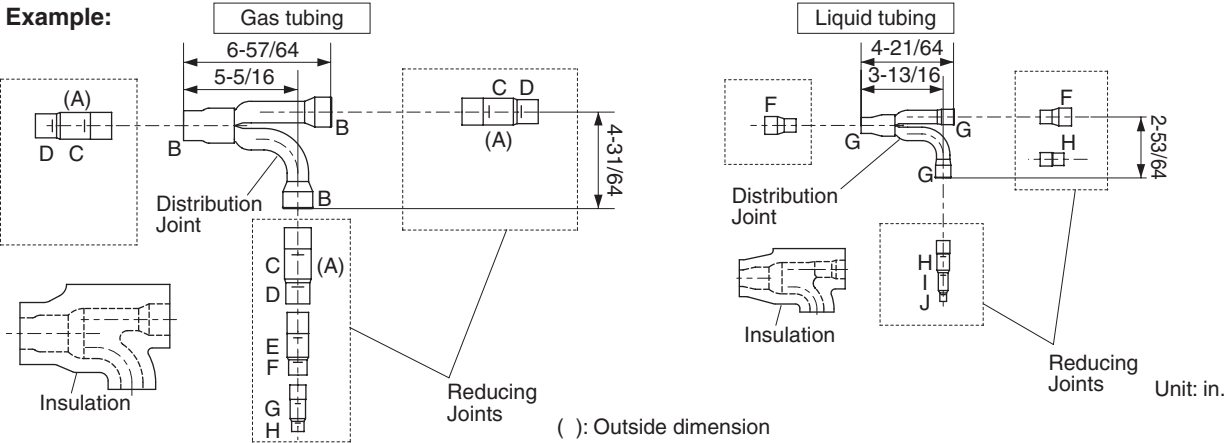 Example:
Gas tubing
6-57/64
5-5/16
(A)
D C
B
B
B
C D
(A)
4-31/64
Distribution
Joint
C (A)
D
E
F
G
H
Insulation
Reducing
Joints
( ): Outside dimension
Liquid tubing
4-21/64
3-13/16
F
G
G
G
F
H
2-53/64
Distribution
Joint
H
I
J
Insulation
Reducing
Joints
Unit: in.